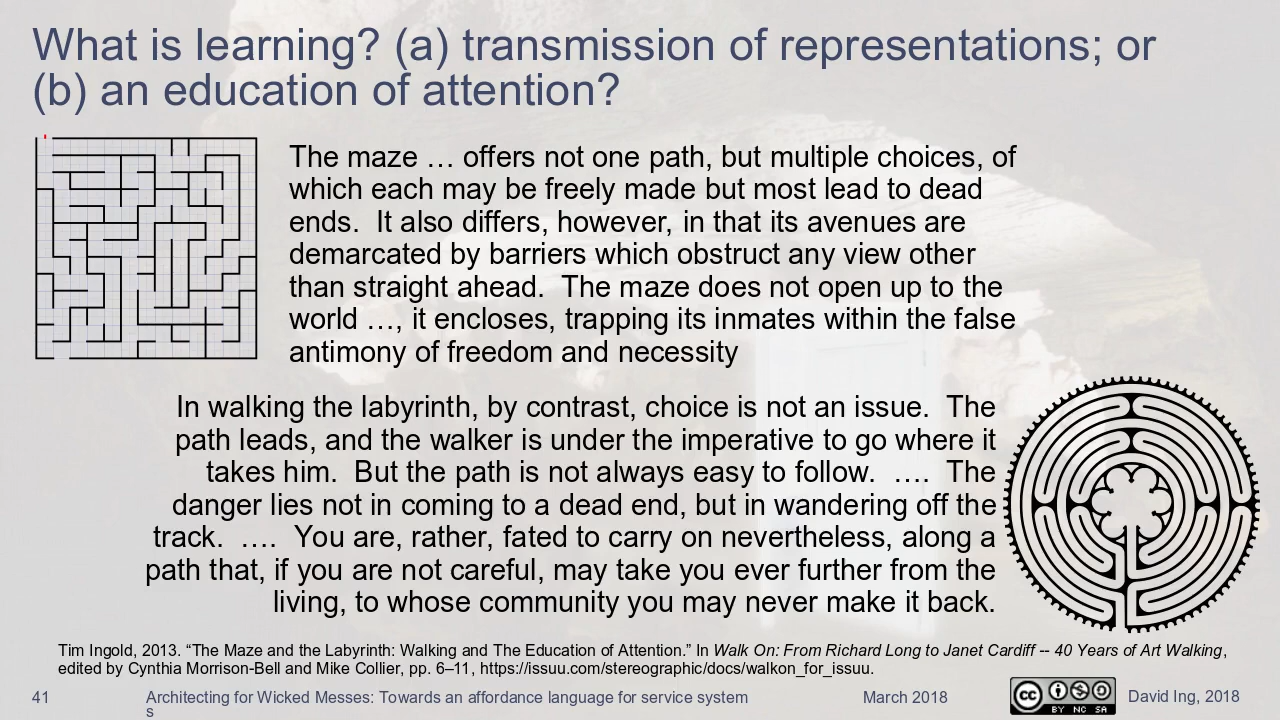 What is learning? (a) transmission of representations; or
(b) an education of attention?
The maze … offers not one path, but multiple choices, of
which each may be freely made but most lead to dead
ends.  It also differs, however, in that its avenues are
demarcated by barriers which obstruct any view other
than straight ahead.  The maze does not open up to the
world …, it encloses, trapping its inmates within the false
antimony of freedom and necessity
In walking the labyrinth, by contrast, choice is not an issue.  The
path leads, and the walker is under the imperative to go where it
takes him.  But the path is not always easy to follow.  ….  The
danger lies not in coming to a dead end, but in wandering off the
track.  ….  You are, rather, fated to carry on nevertheless, along a
path that, if you are not careful, may take you ever further from the
living, to whose community you may never make it back.
Tim Ingold, 2013. “The Maze and the Labyrinth: Walking and The Education of Attention.” In Walk On: From Richard Long to Janet Cardiff -- 40 Years of Art Walking,
edited by Cynthia Morrison-Bell and Mike Collier, pp. 6–11, https://issuu.com/stereographic/docs/walkon_for_issuu.
41
Architecting for Wicked Messes: Towards an affordance language for service system
s
March 2018
cc
BY NC SA
David Ing, 2018